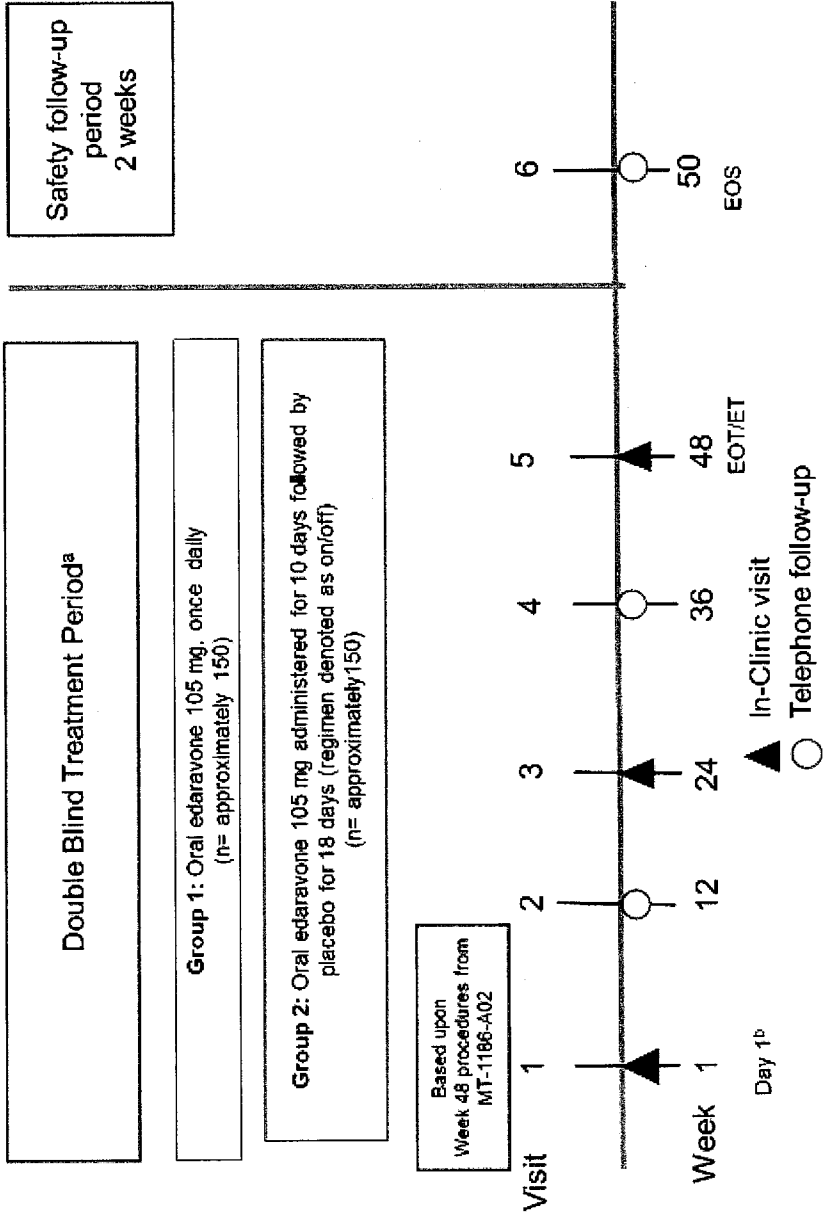 Double Blind Treatment Periodᵃ
Safety follow-up
period
2 weeks
Group 1: Oral edaravone 105 mg, once daily
(n= approximately 150)
Group 2: Oral edaravone 105 mg administered for 10 days followed by
placebo for 18 days (regimen denoted as on/off)
(n= approximately150)
Based upon
Week 48 procedures from
MT-1186-A02
Visit 1 2 3 4 5 6
Week 1 12 24 36 48 50
Day 1ᵇ EOT/ET EOS
In-Clinic visit
Telephone follow-up